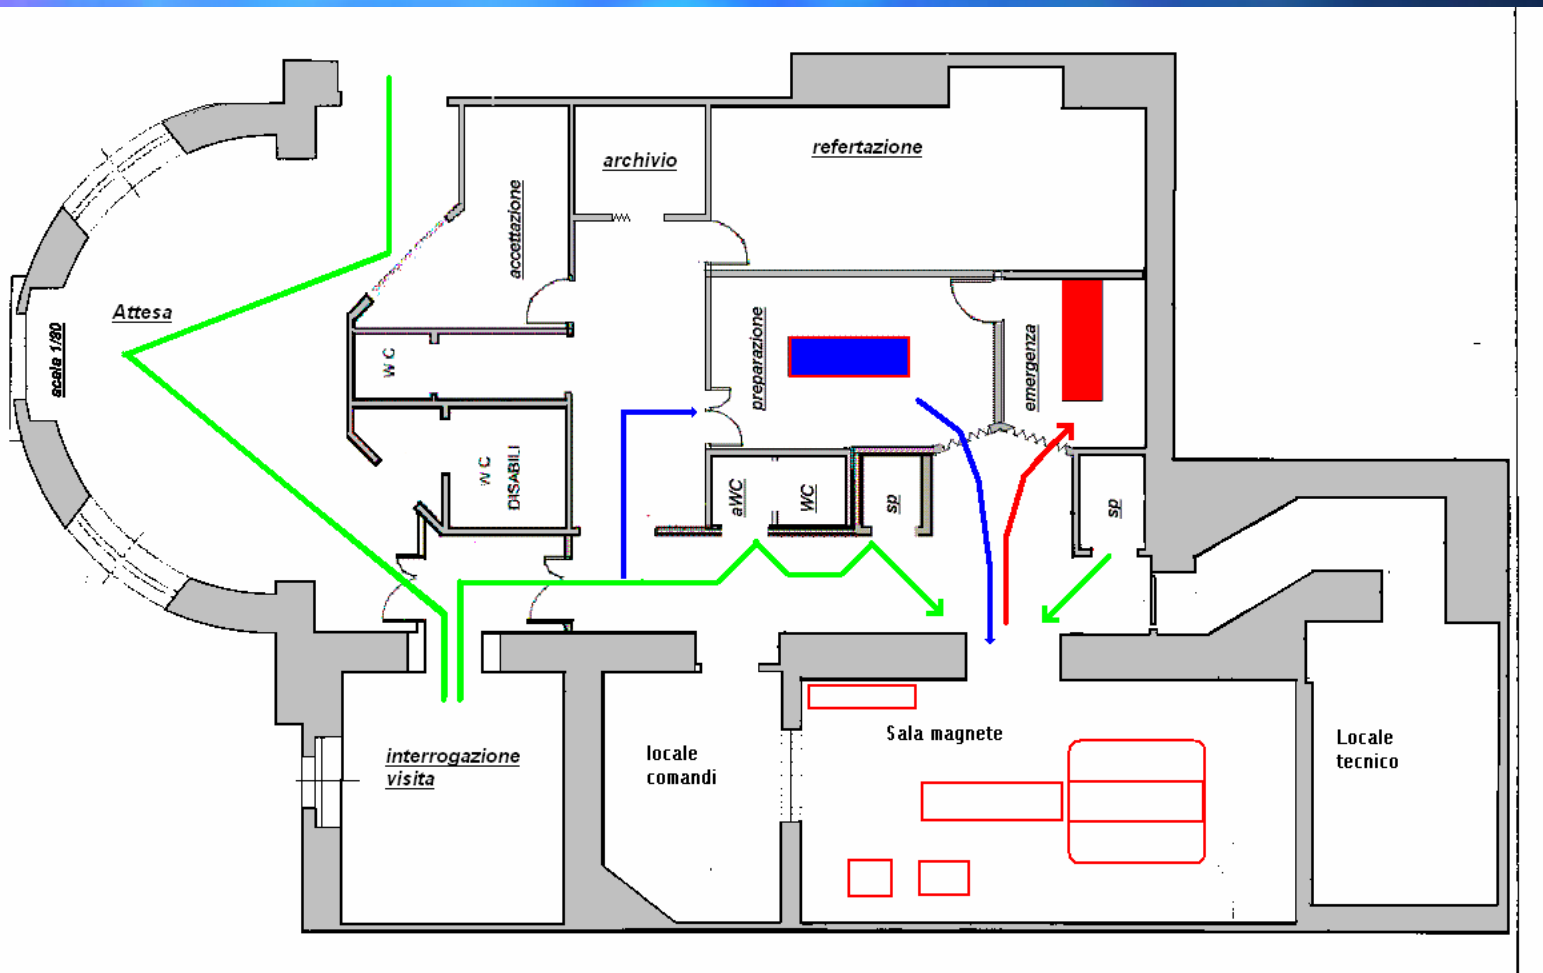 refertazione
archivio
accettazione
Attesa
scala 1/80
WC
preparazione
emergenza
WC
DISABILI
aWC
WC
sp
sp
interrogazione
visita
locale
comandi
Sala magnete
Locale
tecnico